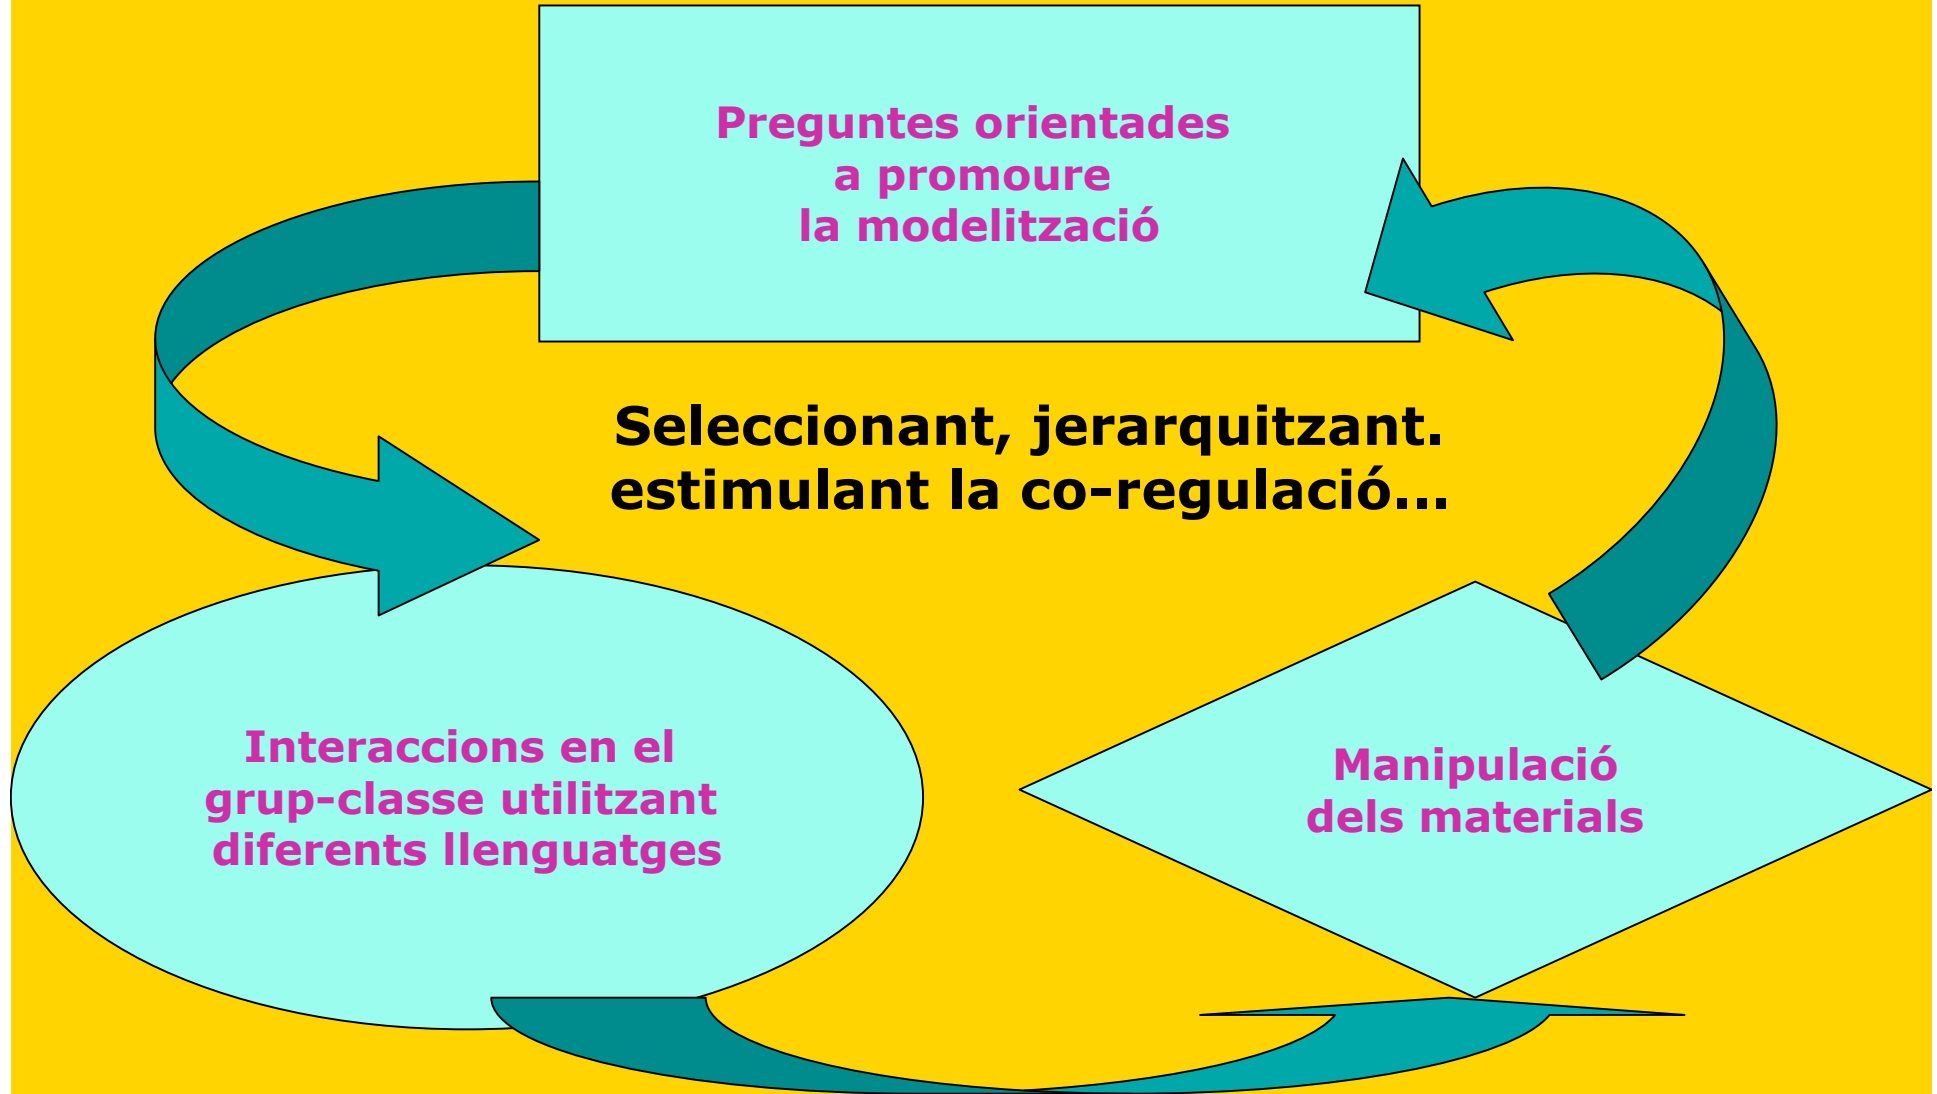 Preguntes orientades
a promoure
la modelització
Seleccionant, jerarquitzant.
estimulant la co-regulació...
Interaccions en el
grup-classe utilitzant
diferents llenguatges
Manipulació
dels materials